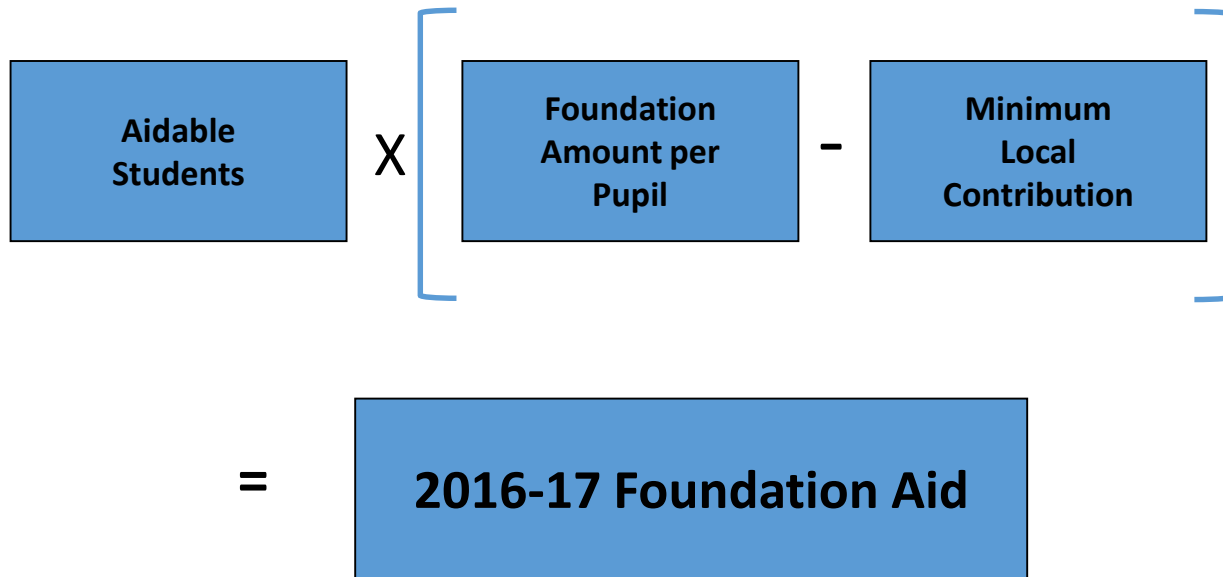 Aidable
Students
X
Foundation
Amount per
Pupil
-
Minimum
Local
Contribution
=
2016-17 Foundation Aid